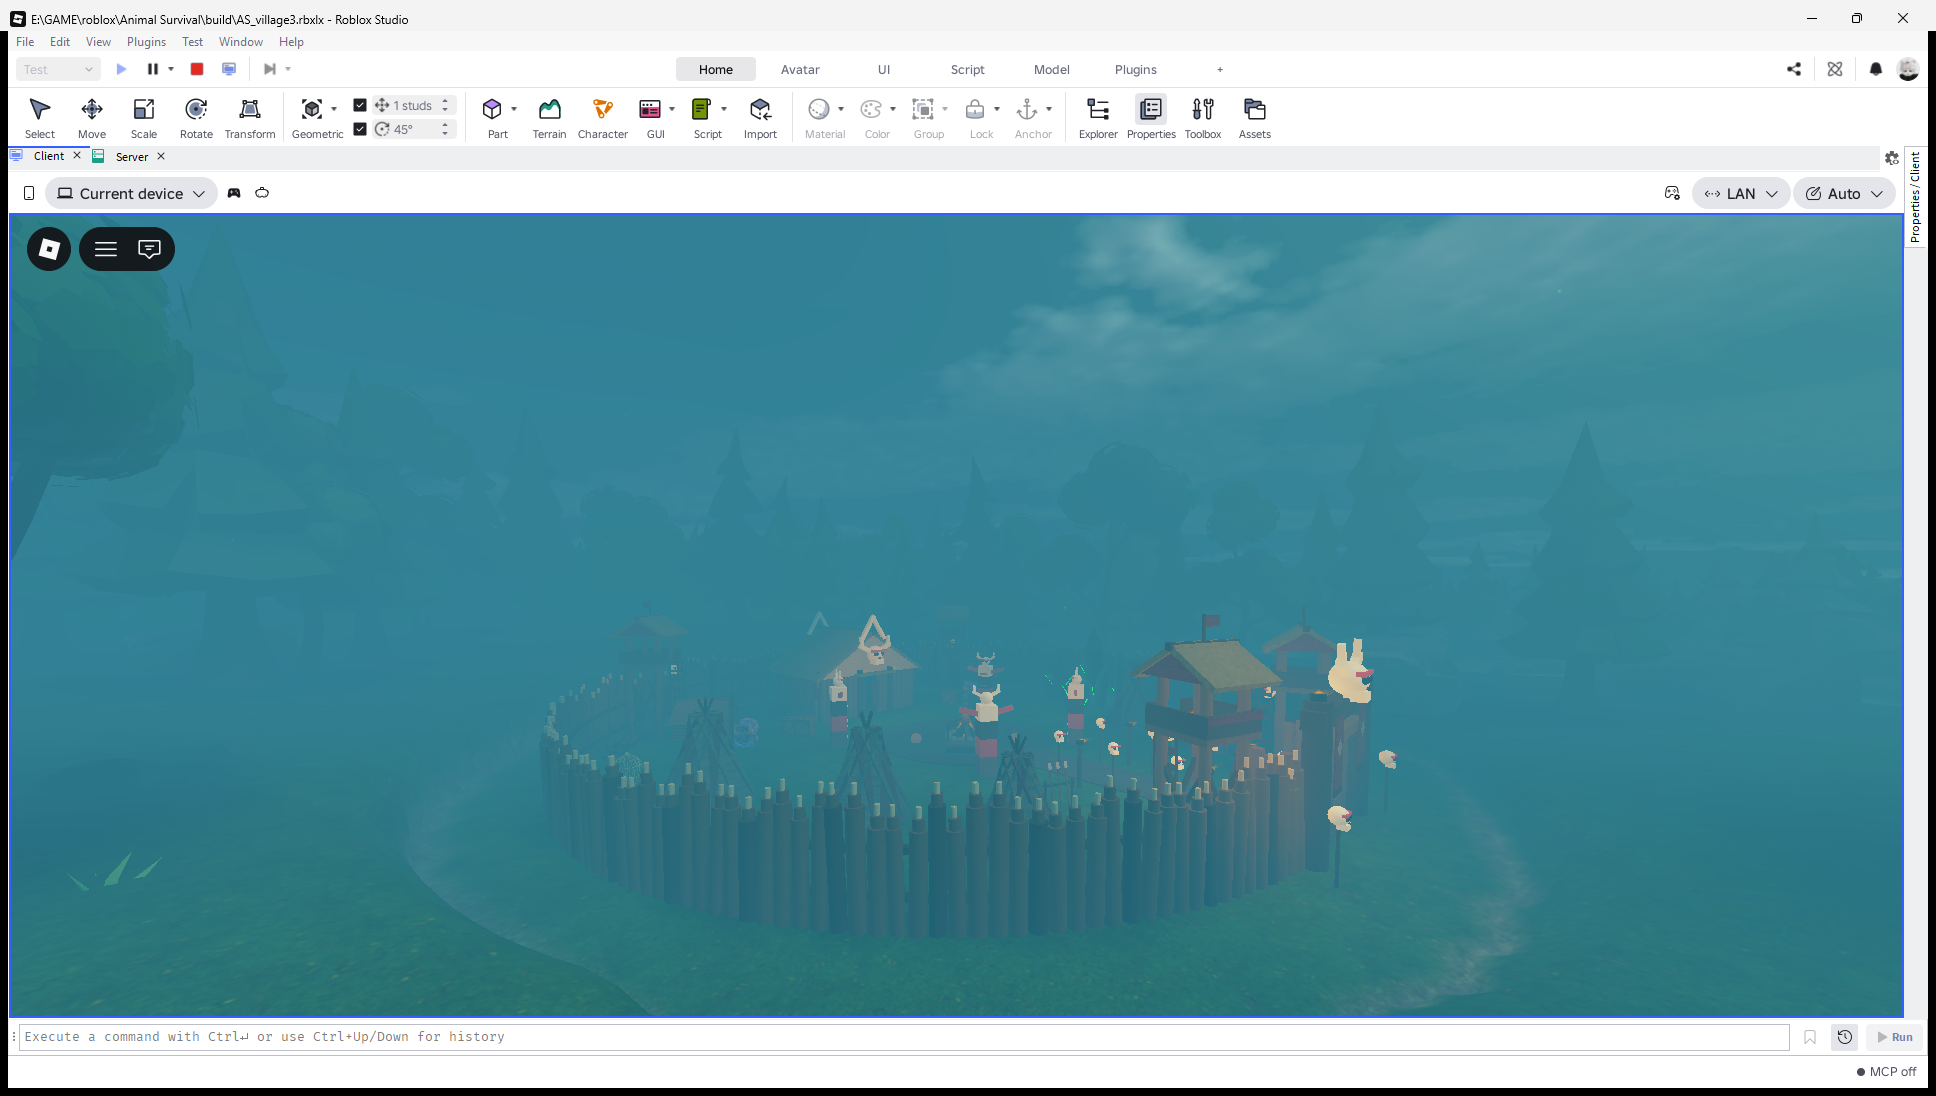 E:\GAME\roblox\Animal Survival\build\AS_village3.rbxlx - Roblox Studio
File Edit View Plugins Test Window Help
Test
Home Avatar UI Script Model Plugins +
1 studs
45°
Select Move Scale Rotate Transform Geometric Part Terrain Character GUI Script Import Material Color Group Lock Anchor Explorer Properties Toolbox Assets
Client Server
Properties / Client
Current device
LAN Auto
Execute a command with Ctrl↵ or use Ctrl+Up/Down for history
Run
MCP off